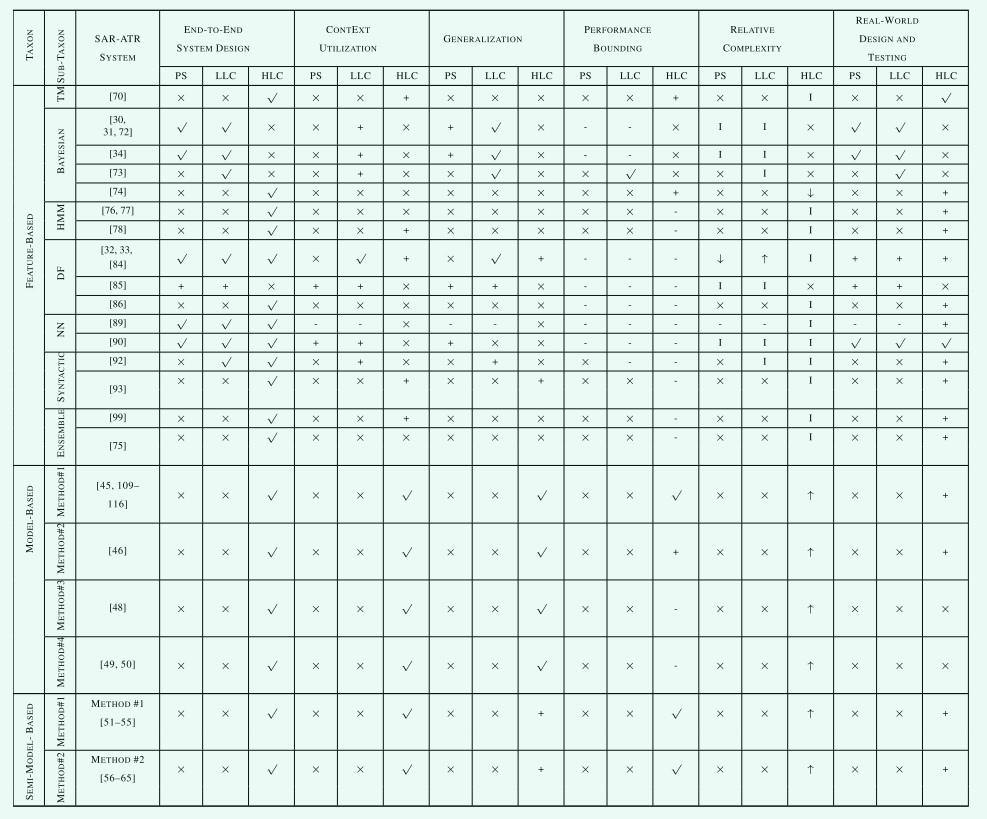 TAXON SUB-TAXON SAR-ATR SYSTEM END-TO-END SYSTEM DESIGN CONTEXT UTILIZATION GENERALIZATION PERFORMANCE BOUNDING RELATIVE COMPLEXITY REAL-WORLD DESIGN AND TESTING
PS LLC HLC PS LLC HLC PS LLC HLC PS LLC HLC PS LLC HLC PS LLC HLC
FEATURE-BASED
TM
[70] × × ✓ × × + × × × × × + × × I × × ✓
BAYESIAN
[30, 31, 72] ✓ ✓ × × + × + ✓ × - - × I I × ✓ ✓ ×
[34] ✓ ✓ × × + × + ✓ × - - × I I × ✓ ✓ ×
[73] × ✓ × × + × × ✓ × × ✓ × × I × × ✓ ×
[74] × × ✓ × × × × × × × × + × × ↓ × × +
HMM
[76, 77] × × ✓ × × × × × × × × - × × I × × +
[78] × × ✓ × × + × × × × × - × × I × × +
DF
[32, 33, [84] ✓ ✓ ✓ × ✓ + × ✓ + - - - ↓ ↑ I + + +
[85] + + × + + × + + × - - - I I × + + ×
[86] × × ✓ × × × × × × - - - × × I × × +
NN
[89] ✓ ✓ ✓ - - × - - × - - - - - I - - +
[90] ✓ ✓ ✓ + + × + × × - - - I I I ✓ ✓ ✓
SYNTACTIC
[92] × ✓ ✓ × + × × + × × - - × I I × × +
[93] × × ✓ × × + × × + × × - × × I × × +
ENSEMBLE
[99] × × ✓ × × + × × × × × - × × I × × +
[75] × × ✓ × × × × × × × × - × × I × × +
MODEL-BASED
METHOD#1
[45, 109–116] × × ✓ × × ✓ × × ✓ × × ✓ × × ↑ × × +
METHOD#2
[46] × × ✓ × × ✓ × × ✓ × × + × × ↑ × × +
METHOD#3
[48] × × ✓ × × ✓ × × ✓ × × - × × ↑ × × ×
METHOD#4
[49, 50] × × ✓ × × ✓ × × ✓ × × - × × ↑ × × ×
SEMI-MODEL- BASED
METHOD#1
METHOD #1 [51–55] × × ✓ × × ✓ × × + × × ✓ × × ↑ × × +
METHOD#2
METHOD #2 [56–65] × × ✓ × × ✓ × × + × × ✓ × × ↑ × × +